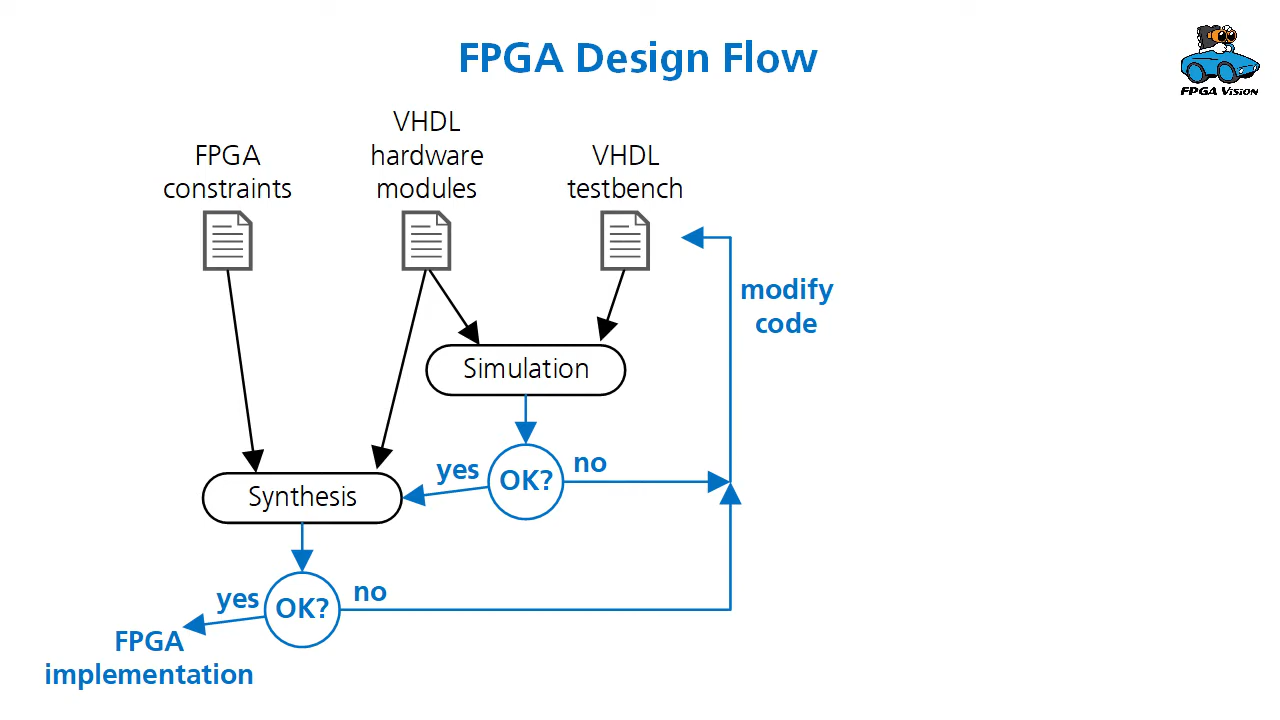 FPGA Design Flow
FPGA Vision
FPGA
constraints
VHDL
hardware
modules
VHDL
testbench
modify
code
Simulation
yes
OK?
no
Synthesis
yes
OK?
no
FPGA
implementation